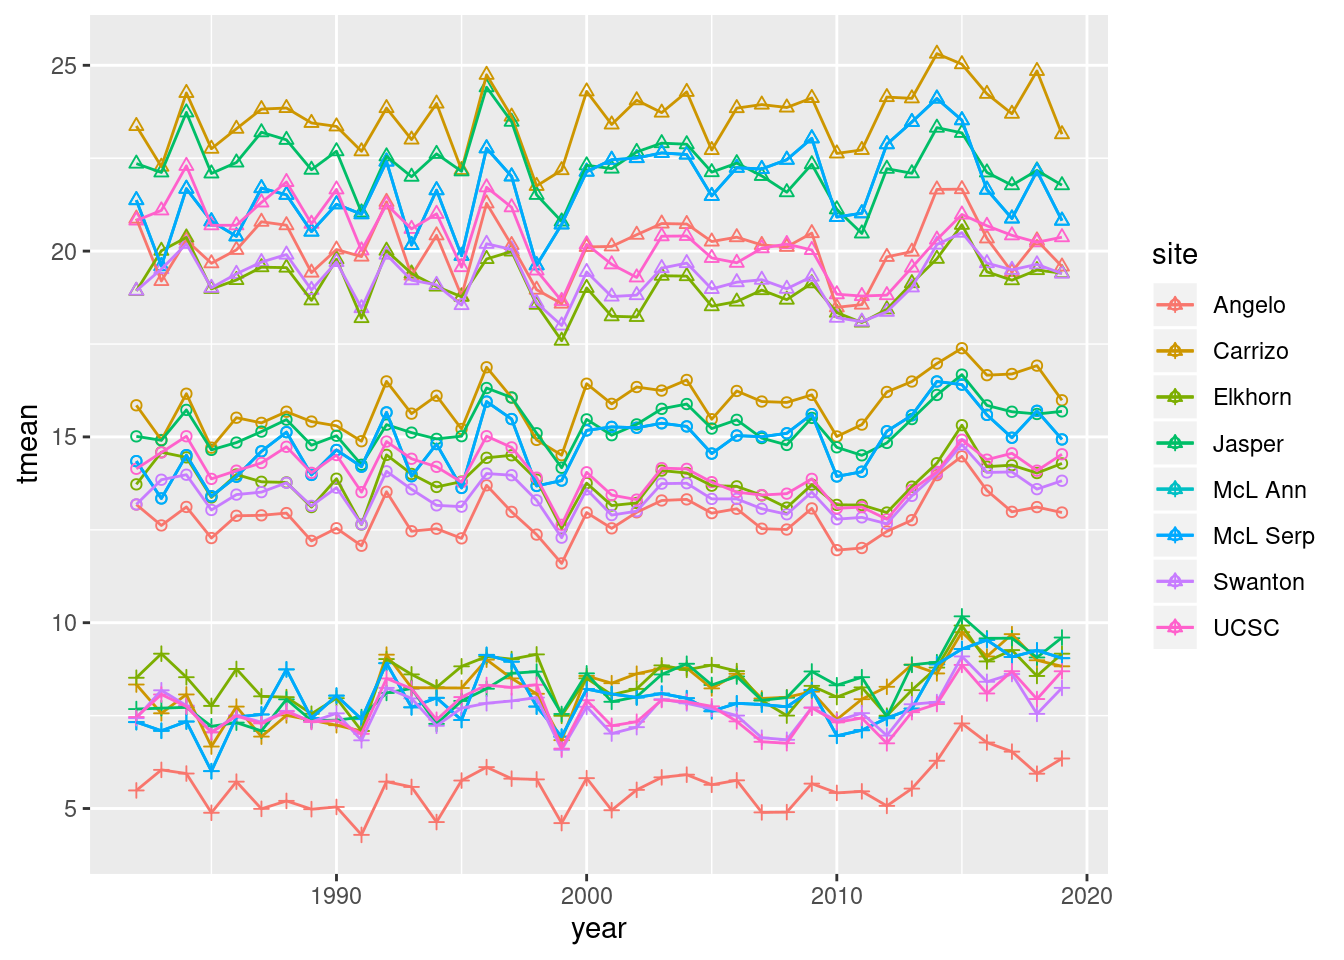 25
20
15
10
5
tmean
1990
2000
2010
2020
year
site
Angelo
Carrizo
Elkhorn
Jasper
McL Ann
McL Serp
Swanton
UCSC